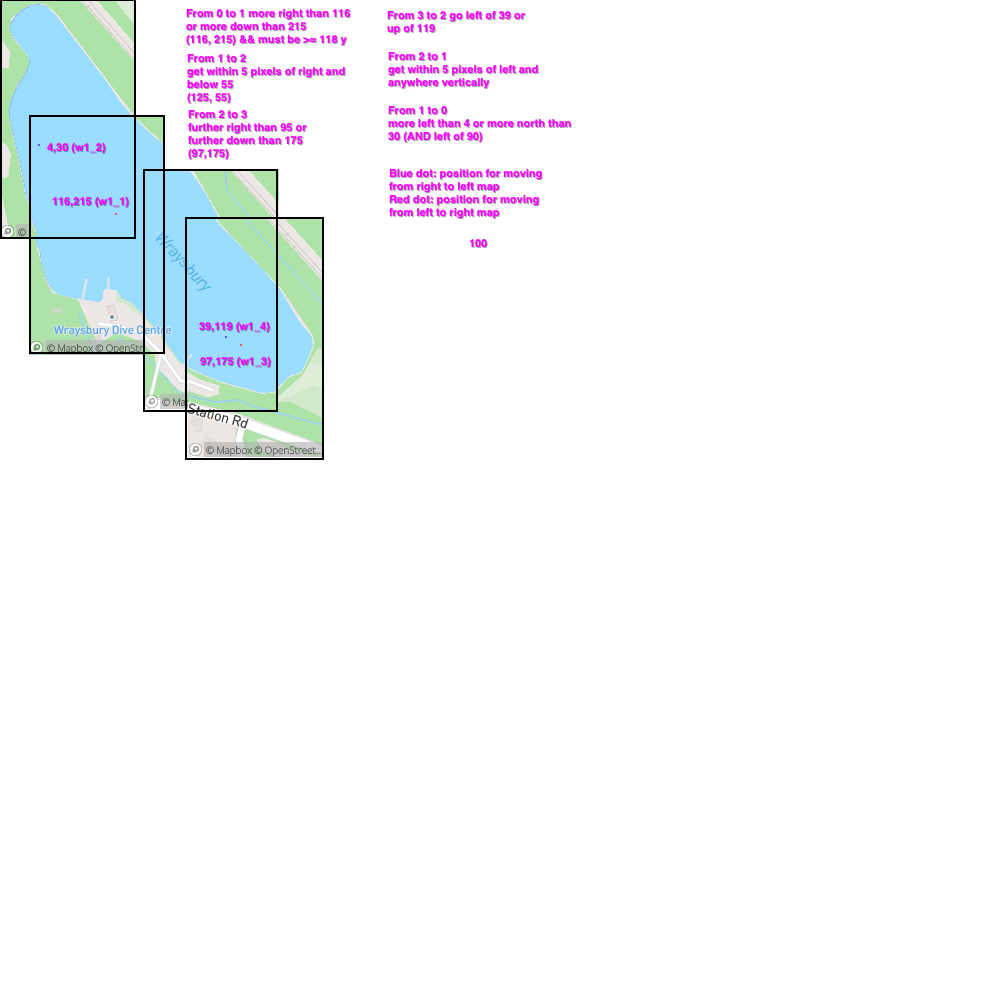 From 0 to 1 more right than 116
or more down than 215
(116, 215) && must be >= 118 y
From 1 to 2
get within 5 pixels of right and
below 55
(125, 55)
From 2 to 3
further right than 95 or
further down than 175
(97,175)
From 3 to 2 go left of 39 or
up of 119
From 2 to 1
get within 5 pixels of left and
anywhere vertically
From 1 to 0
more left than 4 or more north than
30 (AND left of 90)
Blue dot: position for moving
from right to left map
Red dot: position for moving
from left to right map
100
4,30 (w1_2)
116,215 (w1_1)
©
Wraysbury
Wraysbury Dive Centre
39,119 (w1_4)
97,175 (w1_3)
© Mapbox © OpenStr
© Ma
Station Rd
© Mapbox © OpenStreet...